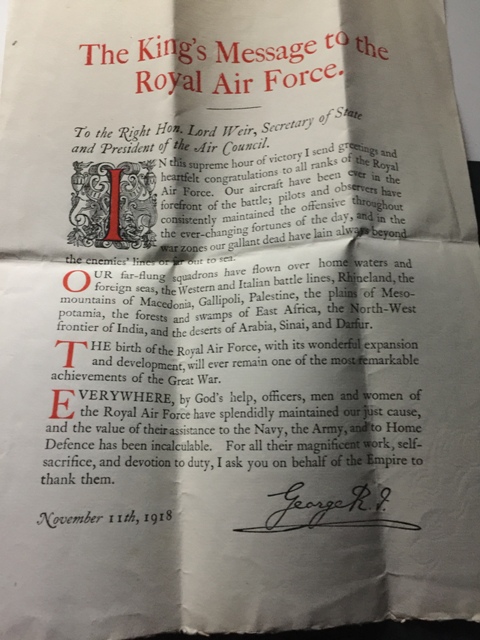 The King's Message to the
Royal Air Force.
To the Right Hon. Lord Weir, Secretary of State
and President of the Air Council.
IN this supreme hour of victory I send greetings and
heartfelt congratulations to all ranks of the Royal
Air Force. Our aircraft have been ever in the
forefront of the battle; pilots and observers have
consistently maintained the offensive throughout
the ever-changing fortunes of the day, and in the
war zones our gallant dead have lain always beyond
the enemies' lines or far out to sea.
OUR far-flung squadrons have flown over home waters and
foreign seas, the Western and Italian battle lines, Rhineland, the
mountains of Macedonia, Gallipoli, Palestine, the plains of Meso-
potamia, the forests and swamps of East Africa, the North-West
frontier of India, and the deserts of Arabia, Sinai, and Darfur.
THE birth of the Royal Air Force, with its wonderful expansion
and development, will ever remain one of the most remarkable
achievements of the Great War.
EVERYWHERE, by God's help, officers, men and women of
the Royal Air Force have splendidly maintained our just cause,
and the value of their assistance to the Navy, the Army, and to Home
Defence has been incalculable. For all their magnificent work, self-
sacrifice, and devotion to duty, I ask you on behalf of the Empire to
thank them.
George R. I.
November 11th, 1918